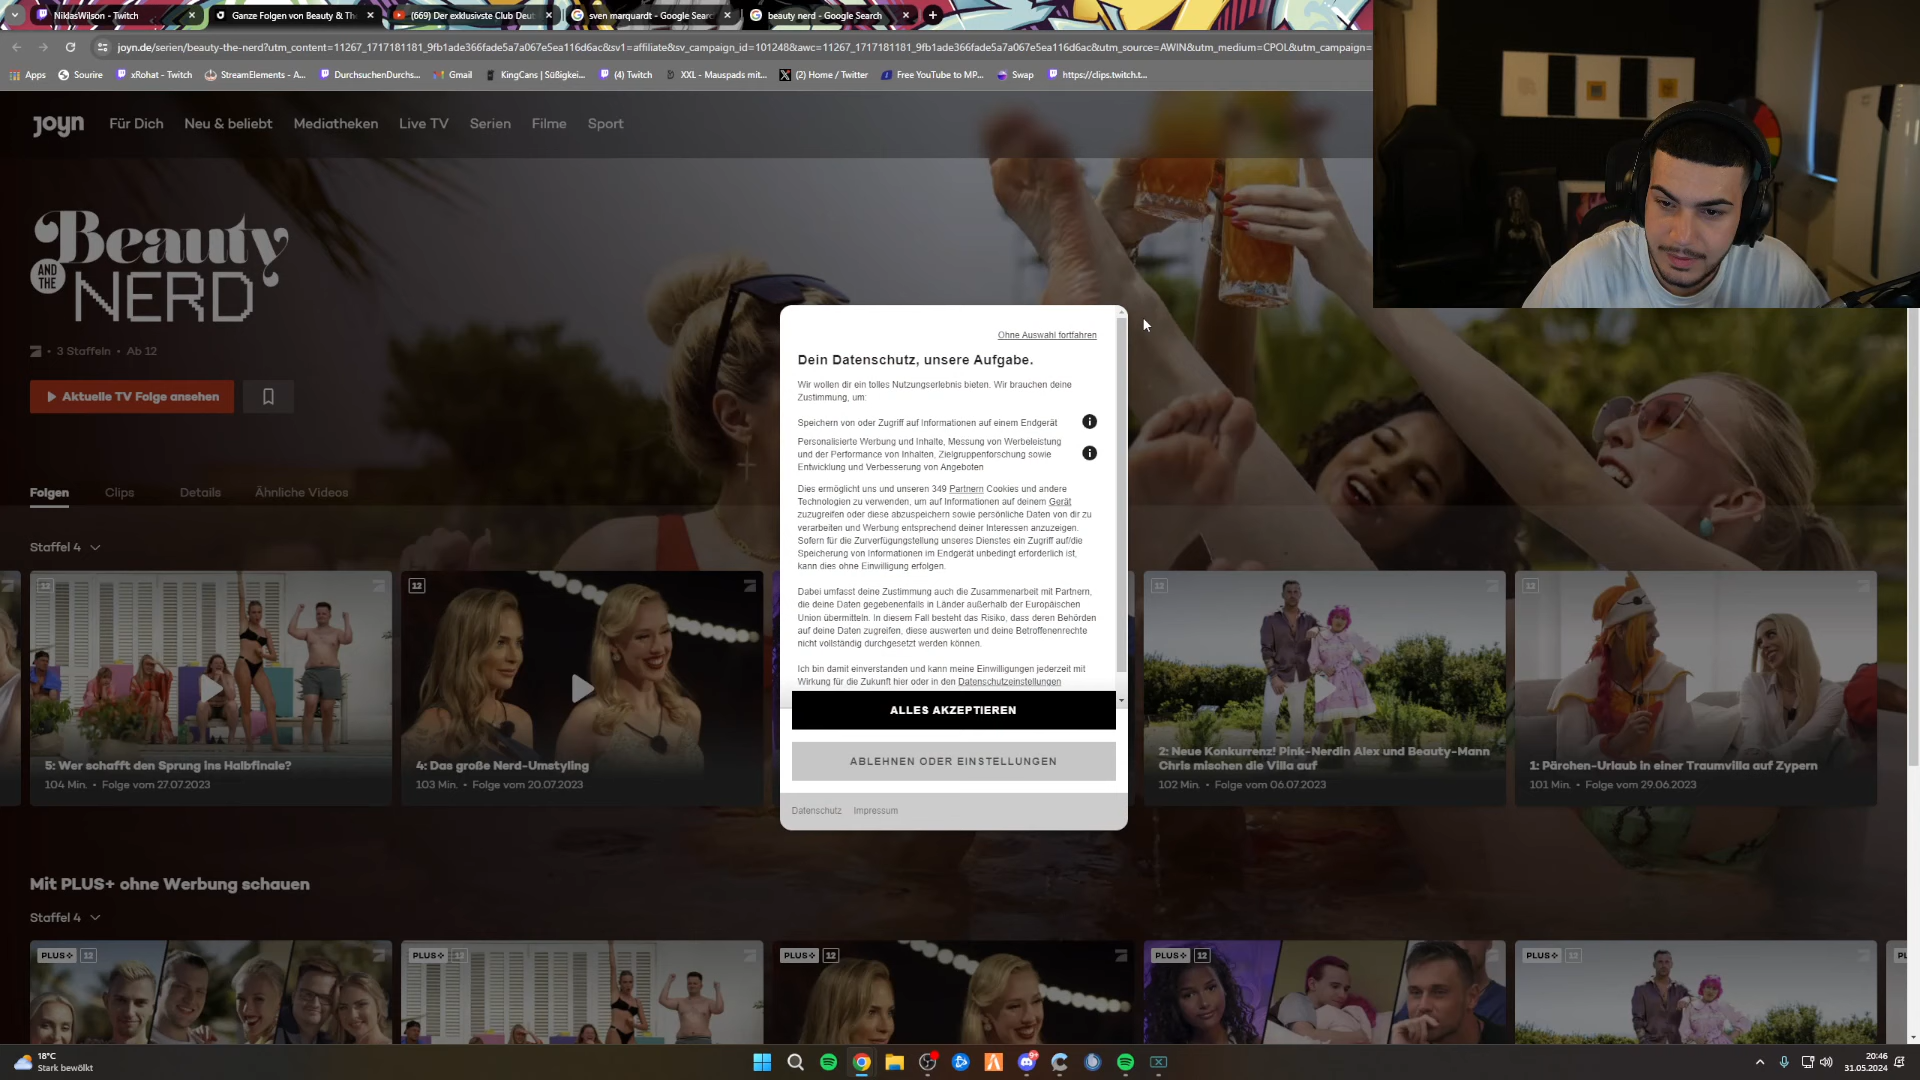 NiklasWilson - Twitch
Ganze Folgen von Beauty & The
(669) Der exklusivste Club Deut
sven marquardt - Google Searc
beauty nerd - Google Search
joyn.de/serien/beauty-the-nerd?utm_content=11267_1717181181_9fb1ade366fade5a7a067e5ea116d6ac&sv1=affiliate&sv_campaign_id=101248&awc=11267_1717181181_9fb1ade366fade5a7a067e5ea116d6ac&utm_source=AWIN&utm_medium=CPOL&utm_campaign=
Apps
Sourire
xRohat - Twitch
StreamElements - A...
DurchsuchenDurchs...
Gmail
KingCans | Süßigkei...
(4) Twitch
XXL - Mauspads mit...
(2) Home / Twitter
Free YouTube to MP...
Swap
https://clips.twitch.t...
joyn
Für Dich
Neu & beliebt
Mediatheken
Live TV
Serien
Filme
Sport
Beauty
AND THE
NERD
• 3 Staffeln • Ab 12
Aktuelle TV Folge ansehen
Folgen
Clips
Details
Ähnliche Videos
Staffel 4
Ohne Auswahl fortfahren
Dein Datenschutz, unsere Aufgabe.
Wir wollen dir ein tolles Nutzungserlebnis bieten. Wir brauchen deine
Zustimmung, um:
Speichern von oder Zugriff auf Informationen auf einem Endgerät
Personalisierte Werbung und Inhalte, Messung von Werbeleistung
und der Performance von Inhalten, Zielgruppenforschung sowie
Entwicklung und Verbesserung von Angeboten
Dies ermöglicht uns und unseren 349 Partnern Cookies und andere
Technologien zu verwenden, um auf Informationen auf deinem Gerät
zuzugreifen oder diese abzuspeichern sowie persönliche Daten von dir zu
verarbeiten und Werbung entsprechend deiner Interessen anzuzeigen.
Sofern für die Zurverfügungstellung unseres Dienstes ein Zugriff auf/die
Speicherung von Informationen im Endgerät unbedingt erforderlich ist,
kann dies ohne Einwilligung erfolgen.
Dabei umfasst deine Zustimmung auch die Zusammenarbeit mit Partnern,
die deine Daten gegebenenfalls in Länder außerhalb der Europäischen
Union übermitteln. In diesem Fall besteht das Risiko, dass deren Behörden
auf deine Daten zugreifen, diese auswerten und deine Betroffenenrechte
nicht vollständig durchgesetzt werden können.
Ich bin damit einverstanden und kann meine Einwilligungen jederzeit mit
Wirkung für die Zukunft hier oder in den Datenschutzeinstellungen
ALLES AKZEPTIEREN
ABLEHNEN ODER EINSTELLUNGEN
Datenschutz
Impressum
12
5: Wer schafft den Sprung ins Halbfinale?
104 Min. • Folge vom 27.07.2023
12
4: Das große Nerd-Umstyling
103 Min. • Folge vom 20.07.2023
12
2: Neue Konkurrenz! Pink-Nerdin Alex und Beauty-Mann
Chris mischen die Villa auf
102 Min. • Folge vom 06.07.2023
12
1: Pärchen-Urlaub in einer Traumvilla auf Zypern
101 Min. • Folge vom 29.06.2023
Mit PLUS+ ohne Werbung schauen
Staffel 4
PLUS+ 12
PLUS+ 12
PLUS+ 12
PLUS+ 12
PLUS+ 12
PL
18°C
Stark bewölkt
20:46
31.05.2024